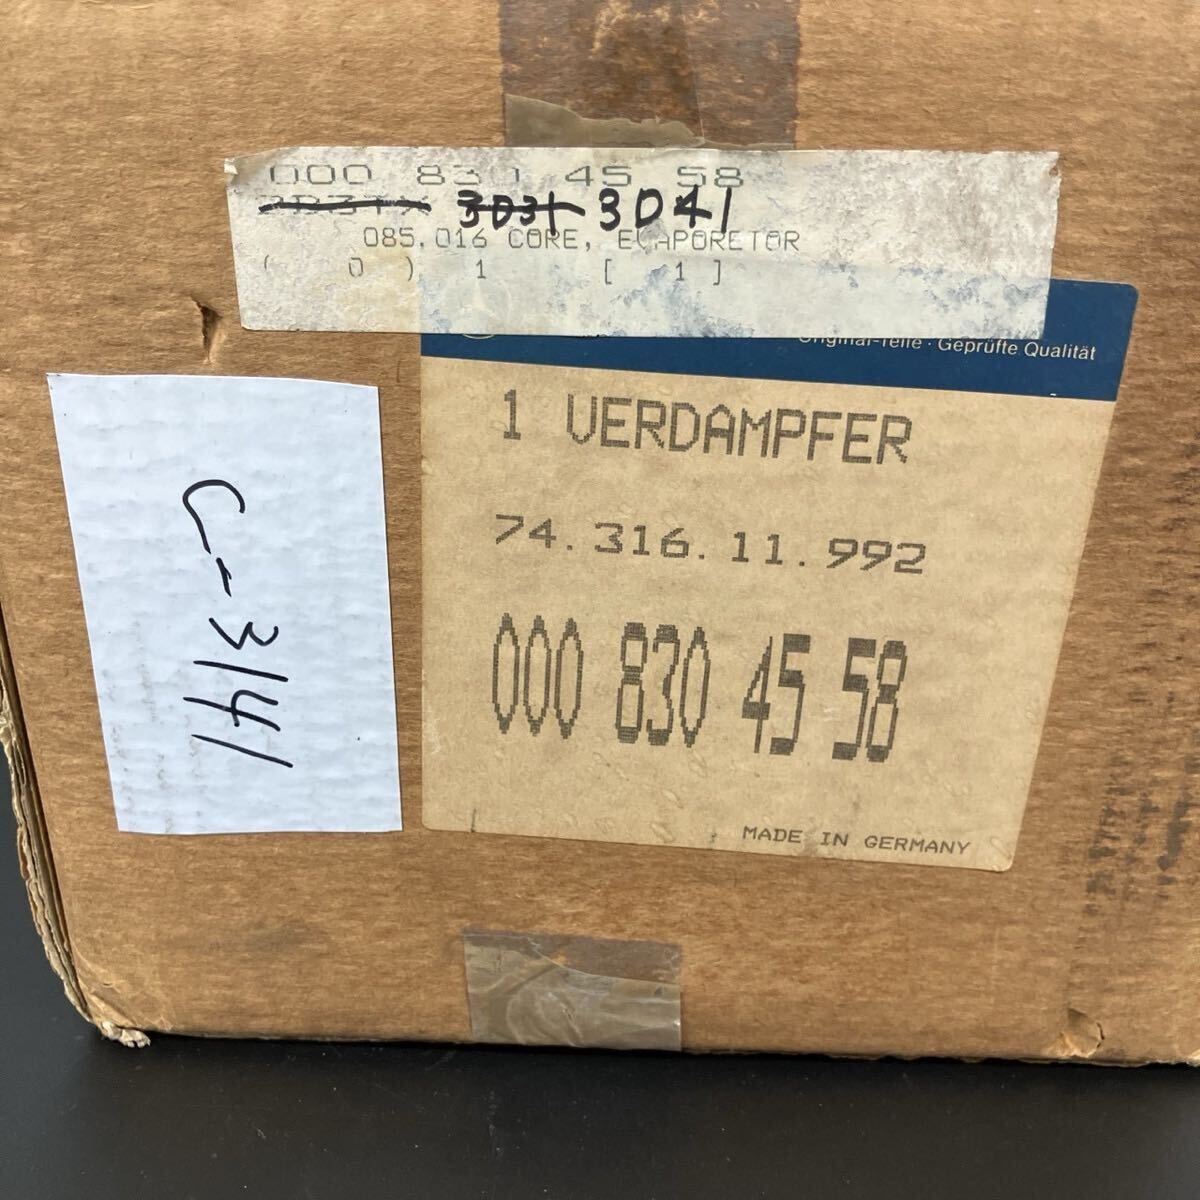 000 830 45 58
3031 3041
085,016 CORE, EVAPORETOR
( 0 ) 1 [ 1 ]
Original-Teile · Geprüfte Qualität
1 VERDAMPFER
74.316.11.992
000 830 45 58
MADE IN GERMANY
C-3141